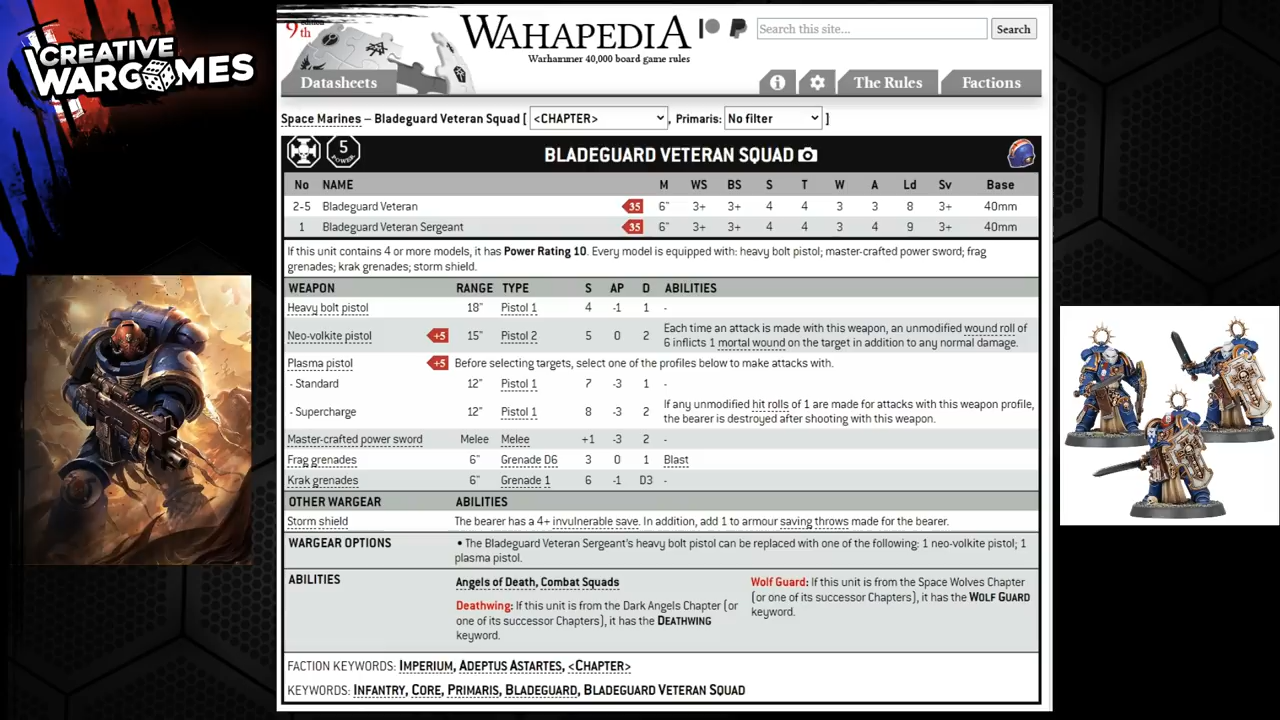 CREATIVE
WARGAMES
9th
WAHAPEDIA
Warhammer 40,000 board game rules
Search this site...
Search
Datasheets
The Rules
Factions
Space Marines – Bladeguard Veteran Squad [ <CHAPTER> , Primaris: No filter ]
5
POWER
BLADEGUARD VETERAN SQUAD
No NAME M WS BS S T W A Ld Sv Base
2-5 Bladeguard Veteran 35 6" 3+ 3+ 4 4 3 3 8 3+ 40mm
1 Bladeguard Veteran Sergeant 35 6" 3+ 3+ 4 4 3 4 9 3+ 40mm
If this unit contains 4 or more models, it has Power Rating 10. Every model is equipped with: heavy bolt pistol; master-crafted power sword; frag
grenades; krak grenades; storm shield.
WEAPON RANGE TYPE S AP D ABILITIES
Heavy bolt pistol 18" Pistol 1 4 -1 1 -
Neo-volkite pistol +5 15" Pistol 2 5 0 2 Each time an attack is made with this weapon, an unmodified wound roll of
6 inflicts 1 mortal wound on the target in addition to any normal damage.
Plasma pistol +5 Before selecting targets, select one of the profiles below to make attacks with.
- Standard 12" Pistol 1 7 -3 1 -
- Supercharge 12" Pistol 1 8 -3 2 If any unmodified hit rolls of 1 are made for attacks with this weapon profile,
the bearer is destroyed after shooting with this weapon.
Master-crafted power sword Melee Melee +1 -3 2 -
Frag grenades 6" Grenade D6 3 0 1 Blast
Krak grenades 6" Grenade 1 6 -1 D3 -
OTHER WARGEAR ABILITIES
Storm shield The bearer has a 4+ invulnerable save. In addition, add 1 to armour saving throws made for the bearer.
WARGEAR OPTIONS • The Bladeguard Veteran Sergeant's heavy bolt pistol can be replaced with one of the following: 1 neo-volkite pistol; 1
plasma pistol.
ABILITIES
Angels of Death, Combat Squads
Deathwing: If this unit is from the Dark Angels Chapter (or
one of its successor Chapters), it has the DEATHWING
keyword.
Wolf Guard: If this unit is from the Space Wolves Chapter
(or one of its successor Chapters), it has the WOLF GUARD
keyword.
FACTION KEYWORDS: IMPERIUM, ADEPTUS ASTARTES, <CHAPTER>
KEYWORDS: INFANTRY, CORE, PRIMARIS, BLADEGUARD, BLADEGUARD VETERAN SQUAD